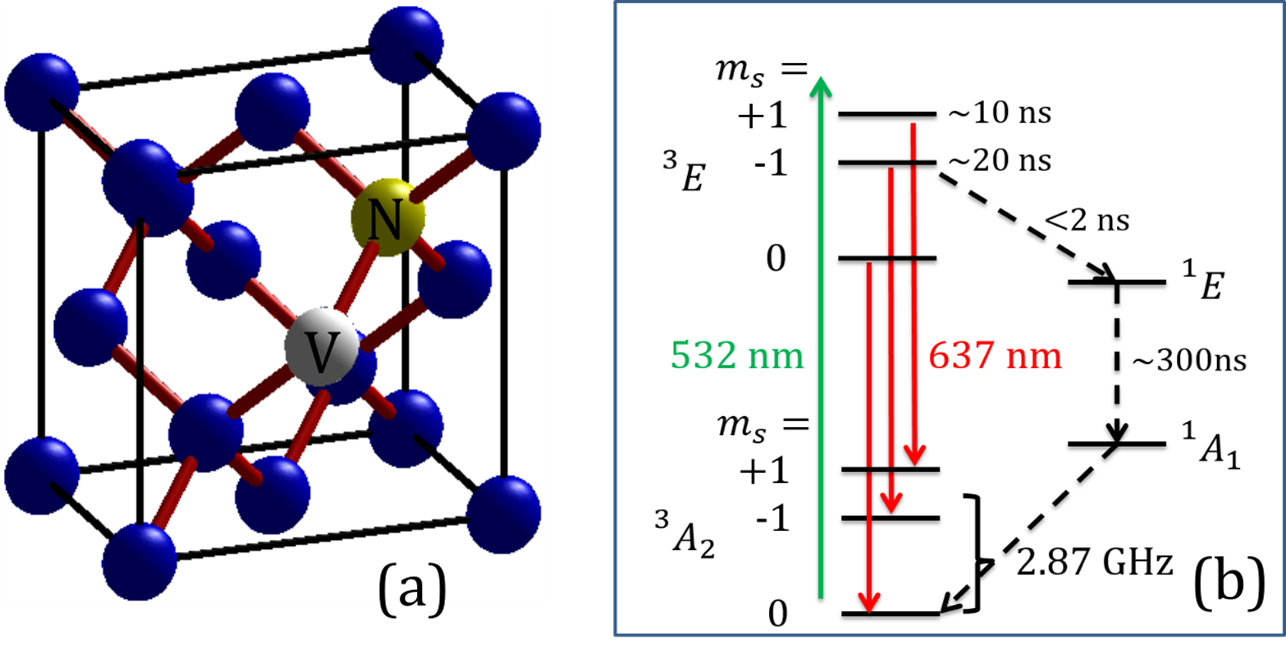 N
V
(a)
m_s =
+1
~10 ns
³E
-1
~20 ns
<2 ns
0
¹E
532 nm
637 nm
~300ns
m_s =
+1
¹A₁
³A₂
-1
2.87 GHz
(b)
0